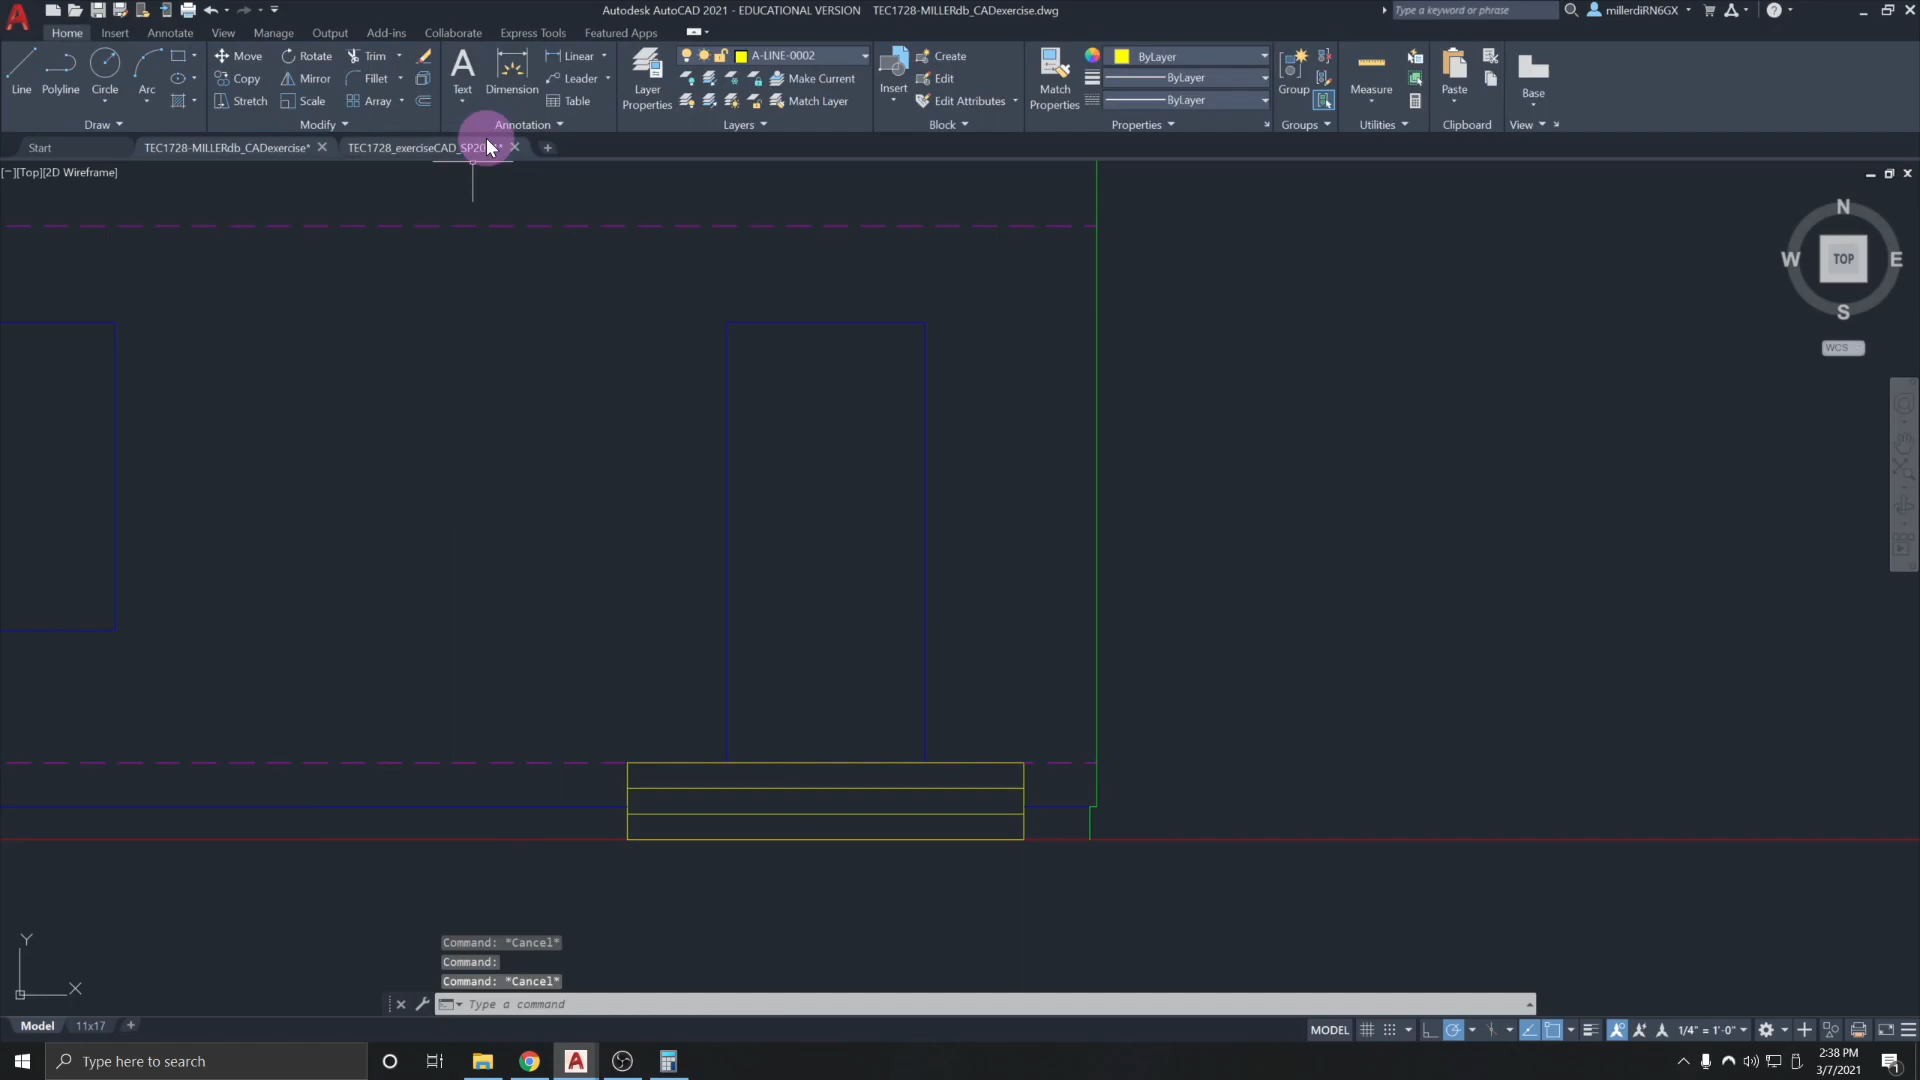 Autodesk AutoCAD 2021 - EDUCATIONAL VERSION TEC1728-MILLERdb_CADexercise.dwg
Type a keyword or phrase
millerdiRN6GX
Home Insert Annotate View Manage Output Add-ins Collaborate Express Tools Featured Apps
Line Polyline Circle Arc
Move Rotate Trim
Copy Mirror Fillet
Stretch Scale Array
Text Dimension
Linear
Leader
Table
Layer Properties
A-LINE-0002
Make Current
Match Layer
Insert
Create
Edit
Edit Attributes
Match Properties
ByLayer
ByLayer
ByLayer
Group
Measure
Paste
Base
Draw Modify Annotation Layers Block Properties Groups Utilities Clipboard View
Start TEC1728-MILLERdb_CADexercise*
[−][Top][2D Wireframe]
N
W TOP E
S
WCS
Y
X
Command: *Cancel*
Command:
Command: *Cancel*
Type a command
Model 11x17
MODEL 1/4" = 1'-0"
Type here to search
2:38 PM
3/7/2021
1